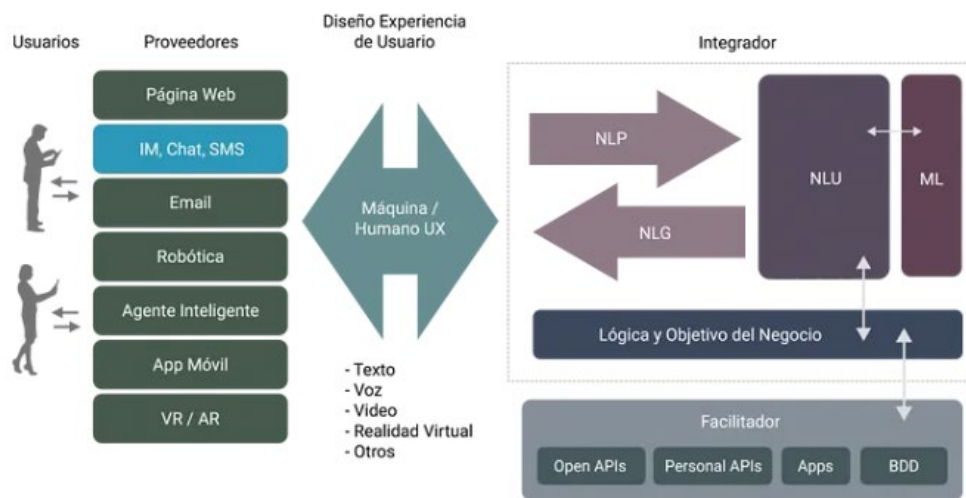 Usuarios
Proveedores
Diseño Experiencia
de Usuario
Integrador
Página Web
IM, Chat, SMS
Email
Robótica
Agente Inteligente
App Móvil
VR / AR
Máquina /
Humano UX
- Texto
- Voz
- Video
- Realidad Virtual
- Otros
NLP
NLG
NLU
ML
Lógica y Objetivo del Negocio
Facilitador
Open APIs
Personal APIs
Apps
BDD